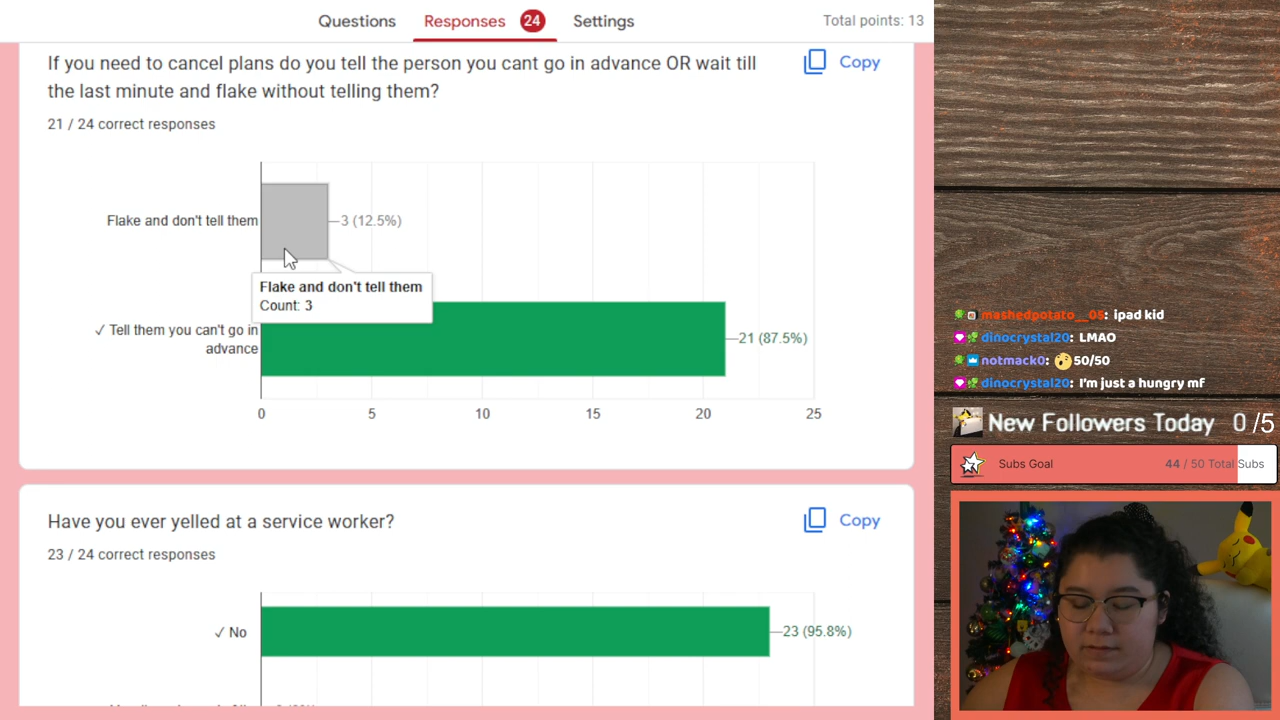 Questions
Responses 24
Settings
Total points: 13
If you need to cancel plans do you tell the person you cant go in advance OR wait till
the last minute and flake without telling them?
Copy
21 / 24 correct responses
Flake and don't tell them
3 (12.5%)
Flake and don't tell them
Count: 3
✓ Tell them you can't go in
advance
21 (87.5%)
0 5 10 15 20 25
Have you ever yelled at a service worker?
Copy
23 / 24 correct responses
✓ No
23 (95.8%)
mashedpotato__05: ipad kid
dinocrystal20: LMAO
notmack0: 50/50
dinocrystal20: I'm just a hungry mf
New Followers Today 0 /5
Subs Goal 44 / 50 Total Subs